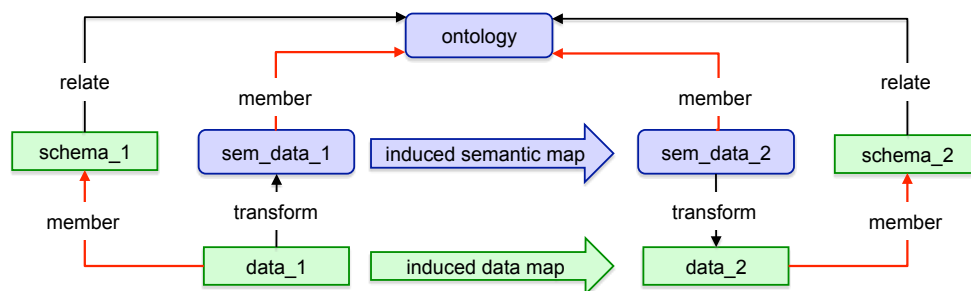 ontology
relate
member
member
relate
schema_1
sem_data_1
induced semantic map
sem_data_2
schema_2
member
transform
transform
member
data_1
induced data map
data_2